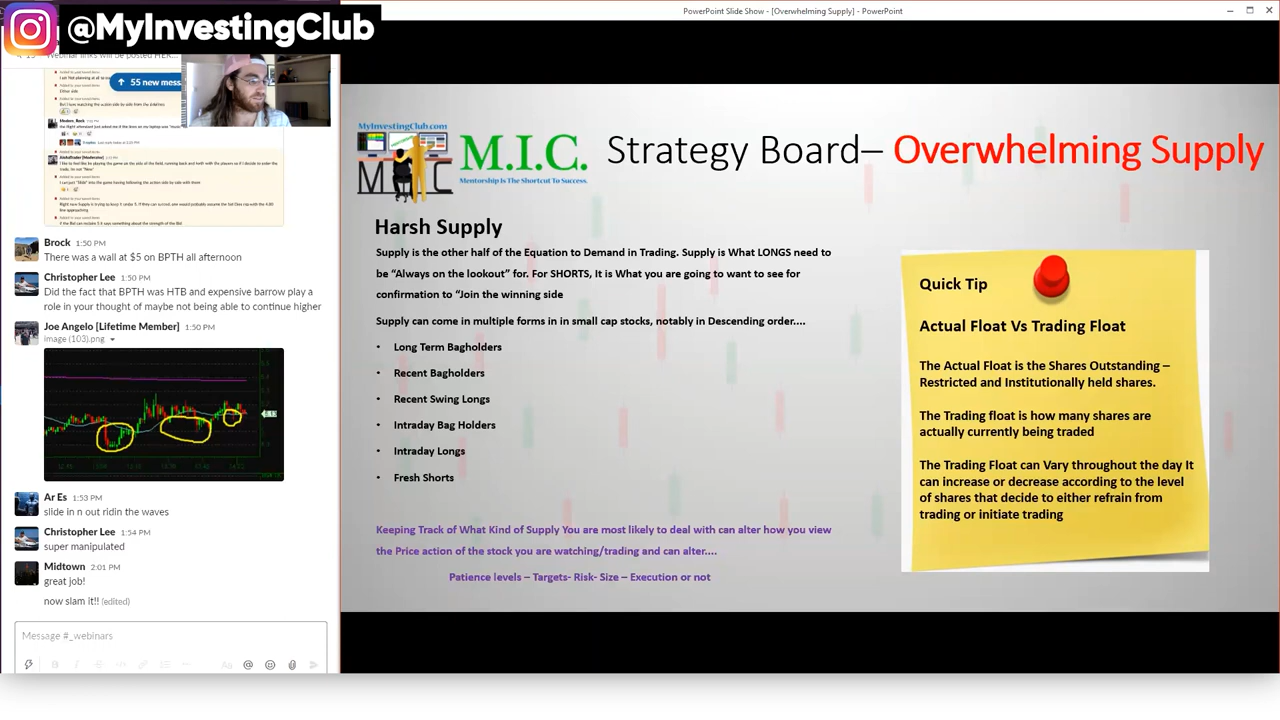 @MyInvestingClub
PowerPoint Slide Show - [Overwhelming Supply] - PowerPoint
55 new mess
Brock 1:50 PM
There was a wall at $5 on BPTH all afternoon
Christopher Lee 1:50 PM
Did the fact that BPTH was HTB and expensive barrow play a
role in your thought of maybe not being able to continue higher
Joe Angelo [Lifetime Member] 1:50 PM
Image (103).png
Ar Es 1:53 PM
slide in n out ridin the waves
Christopher Lee 1:54 PM
super manipulated
Midtown 2:01 PM
great job!
now slam it!! (edited)
Message #_webinars
MyInvestingClub.com
M.I.C.
Mentorship Is The Shortcut To Success.
Strategy Board– Overwhelming Supply
Harsh Supply
Supply is the other half of the Equation to Demand in Trading. Supply is What LONGS need to
be “Always on the lookout” for. For SHORTS, It is What you are going to want to see for
confirmation to “Join the winning side
Supply can come in multiple forms in in small cap stocks, notably in Descending order....
• Long Term Bagholders
• Recent Bagholders
• Recent Swing Longs
• Intraday Bag Holders
• Intraday Longs
• Fresh Shorts
Keeping Track of What Kind of Supply You are most likely to deal with can alter how you view
the Price action of the stock you are watching/trading and can alter....
Patience levels – Targets- Risk- Size – Execution or not
Quick Tip
Actual Float Vs Trading Float
The Actual Float is the Shares Outstanding –
Restricted and Institutionally held shares.
The Trading float is how many shares are
actually currently being traded
The Trading Float can Vary throughout the day It
can increase or decrease according to the level
of shares that decide to either refrain from
trading or initiate trading